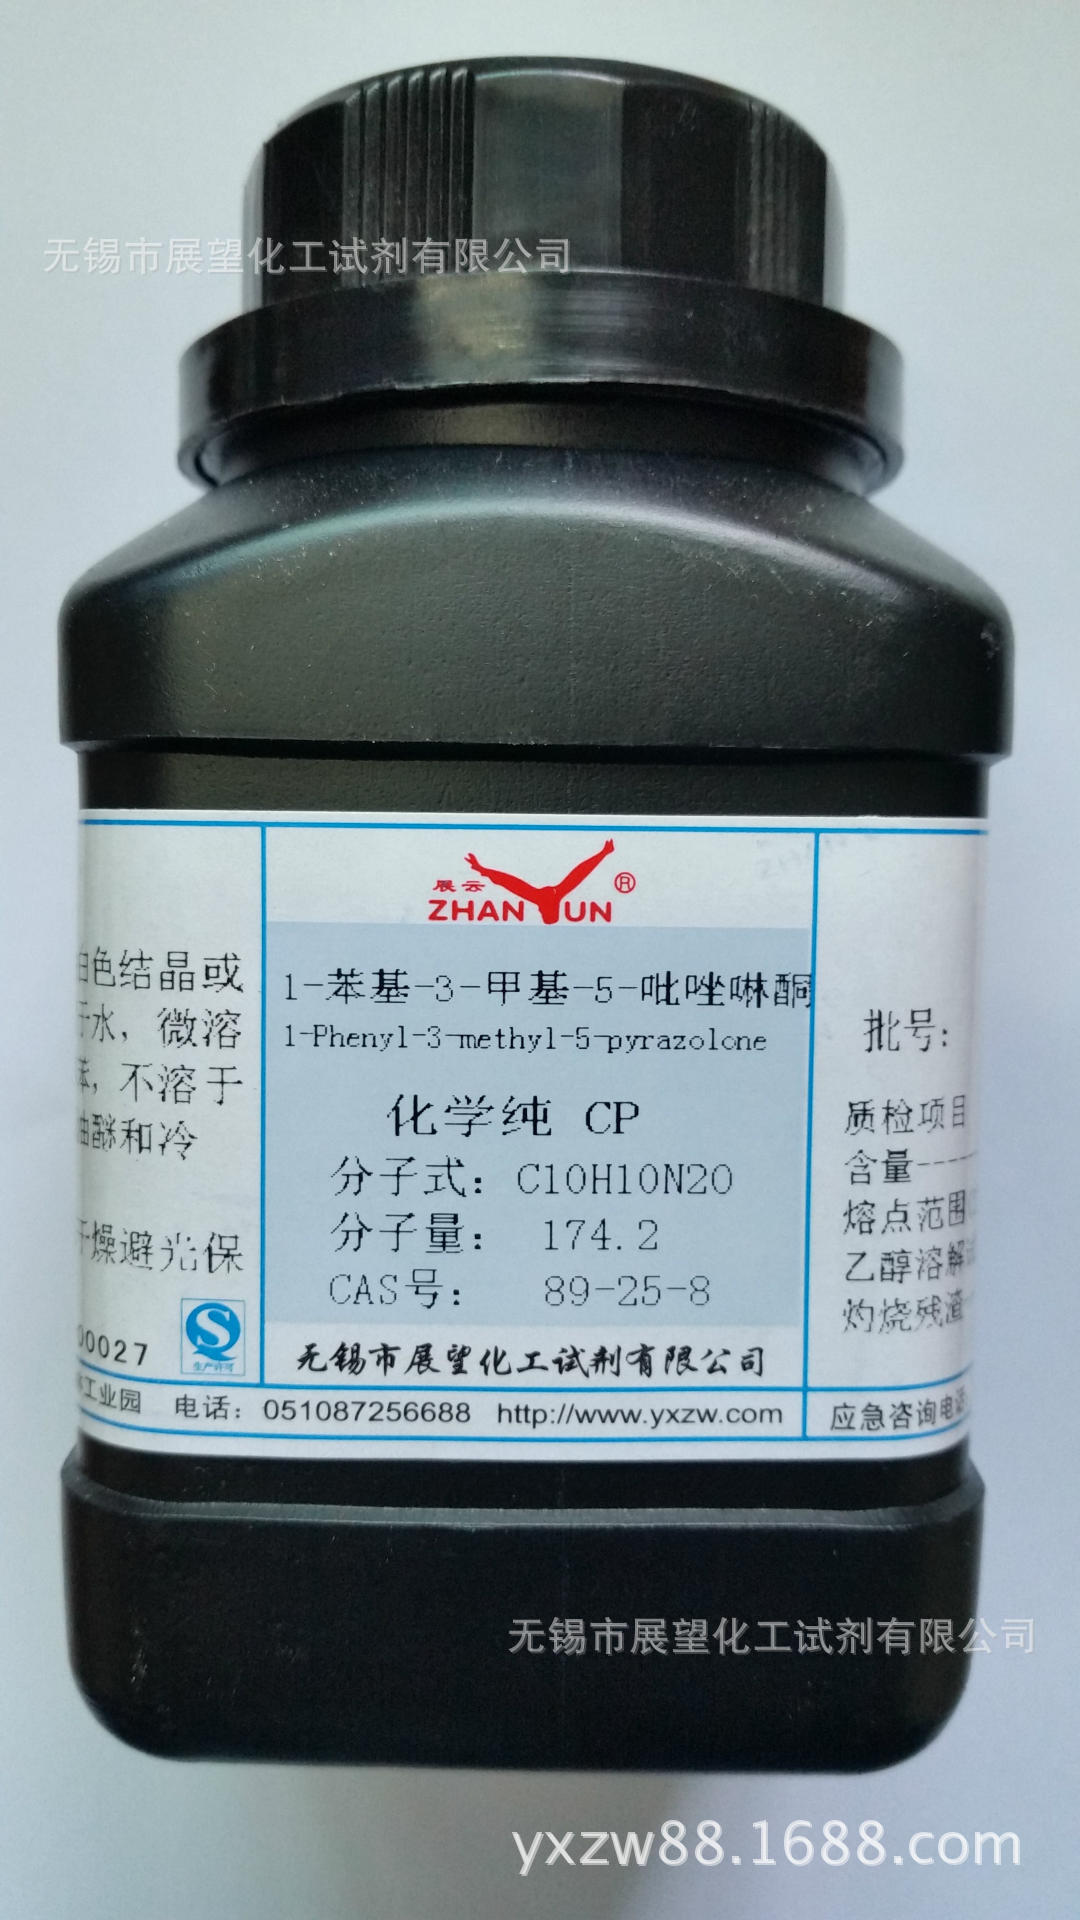 无锡市展望化工试剂有限公司
展云
ZHAN YUN ®
1-苯基-3-甲基-5-吡唑啉酮
1-Phenyl-3-methyl-5-pyrazolone
化学纯 CP
分子式: C10H10N2O
分子量: 174.2
CAS号: 89-25-8
无锡市展望化工试剂有限公司
白色结晶或
于水, 微溶
苯, 不溶于
油醚和冷
干燥避光保
00027
生产许可
工业园 电话: 051087256688 http://www.yxzw.com
批号:
质检项目
含量----
熔点范围
乙醇溶解
灼烧残渣
应急咨询电话
无锡市展望化工试剂有限公司
yxzw88.1688.com